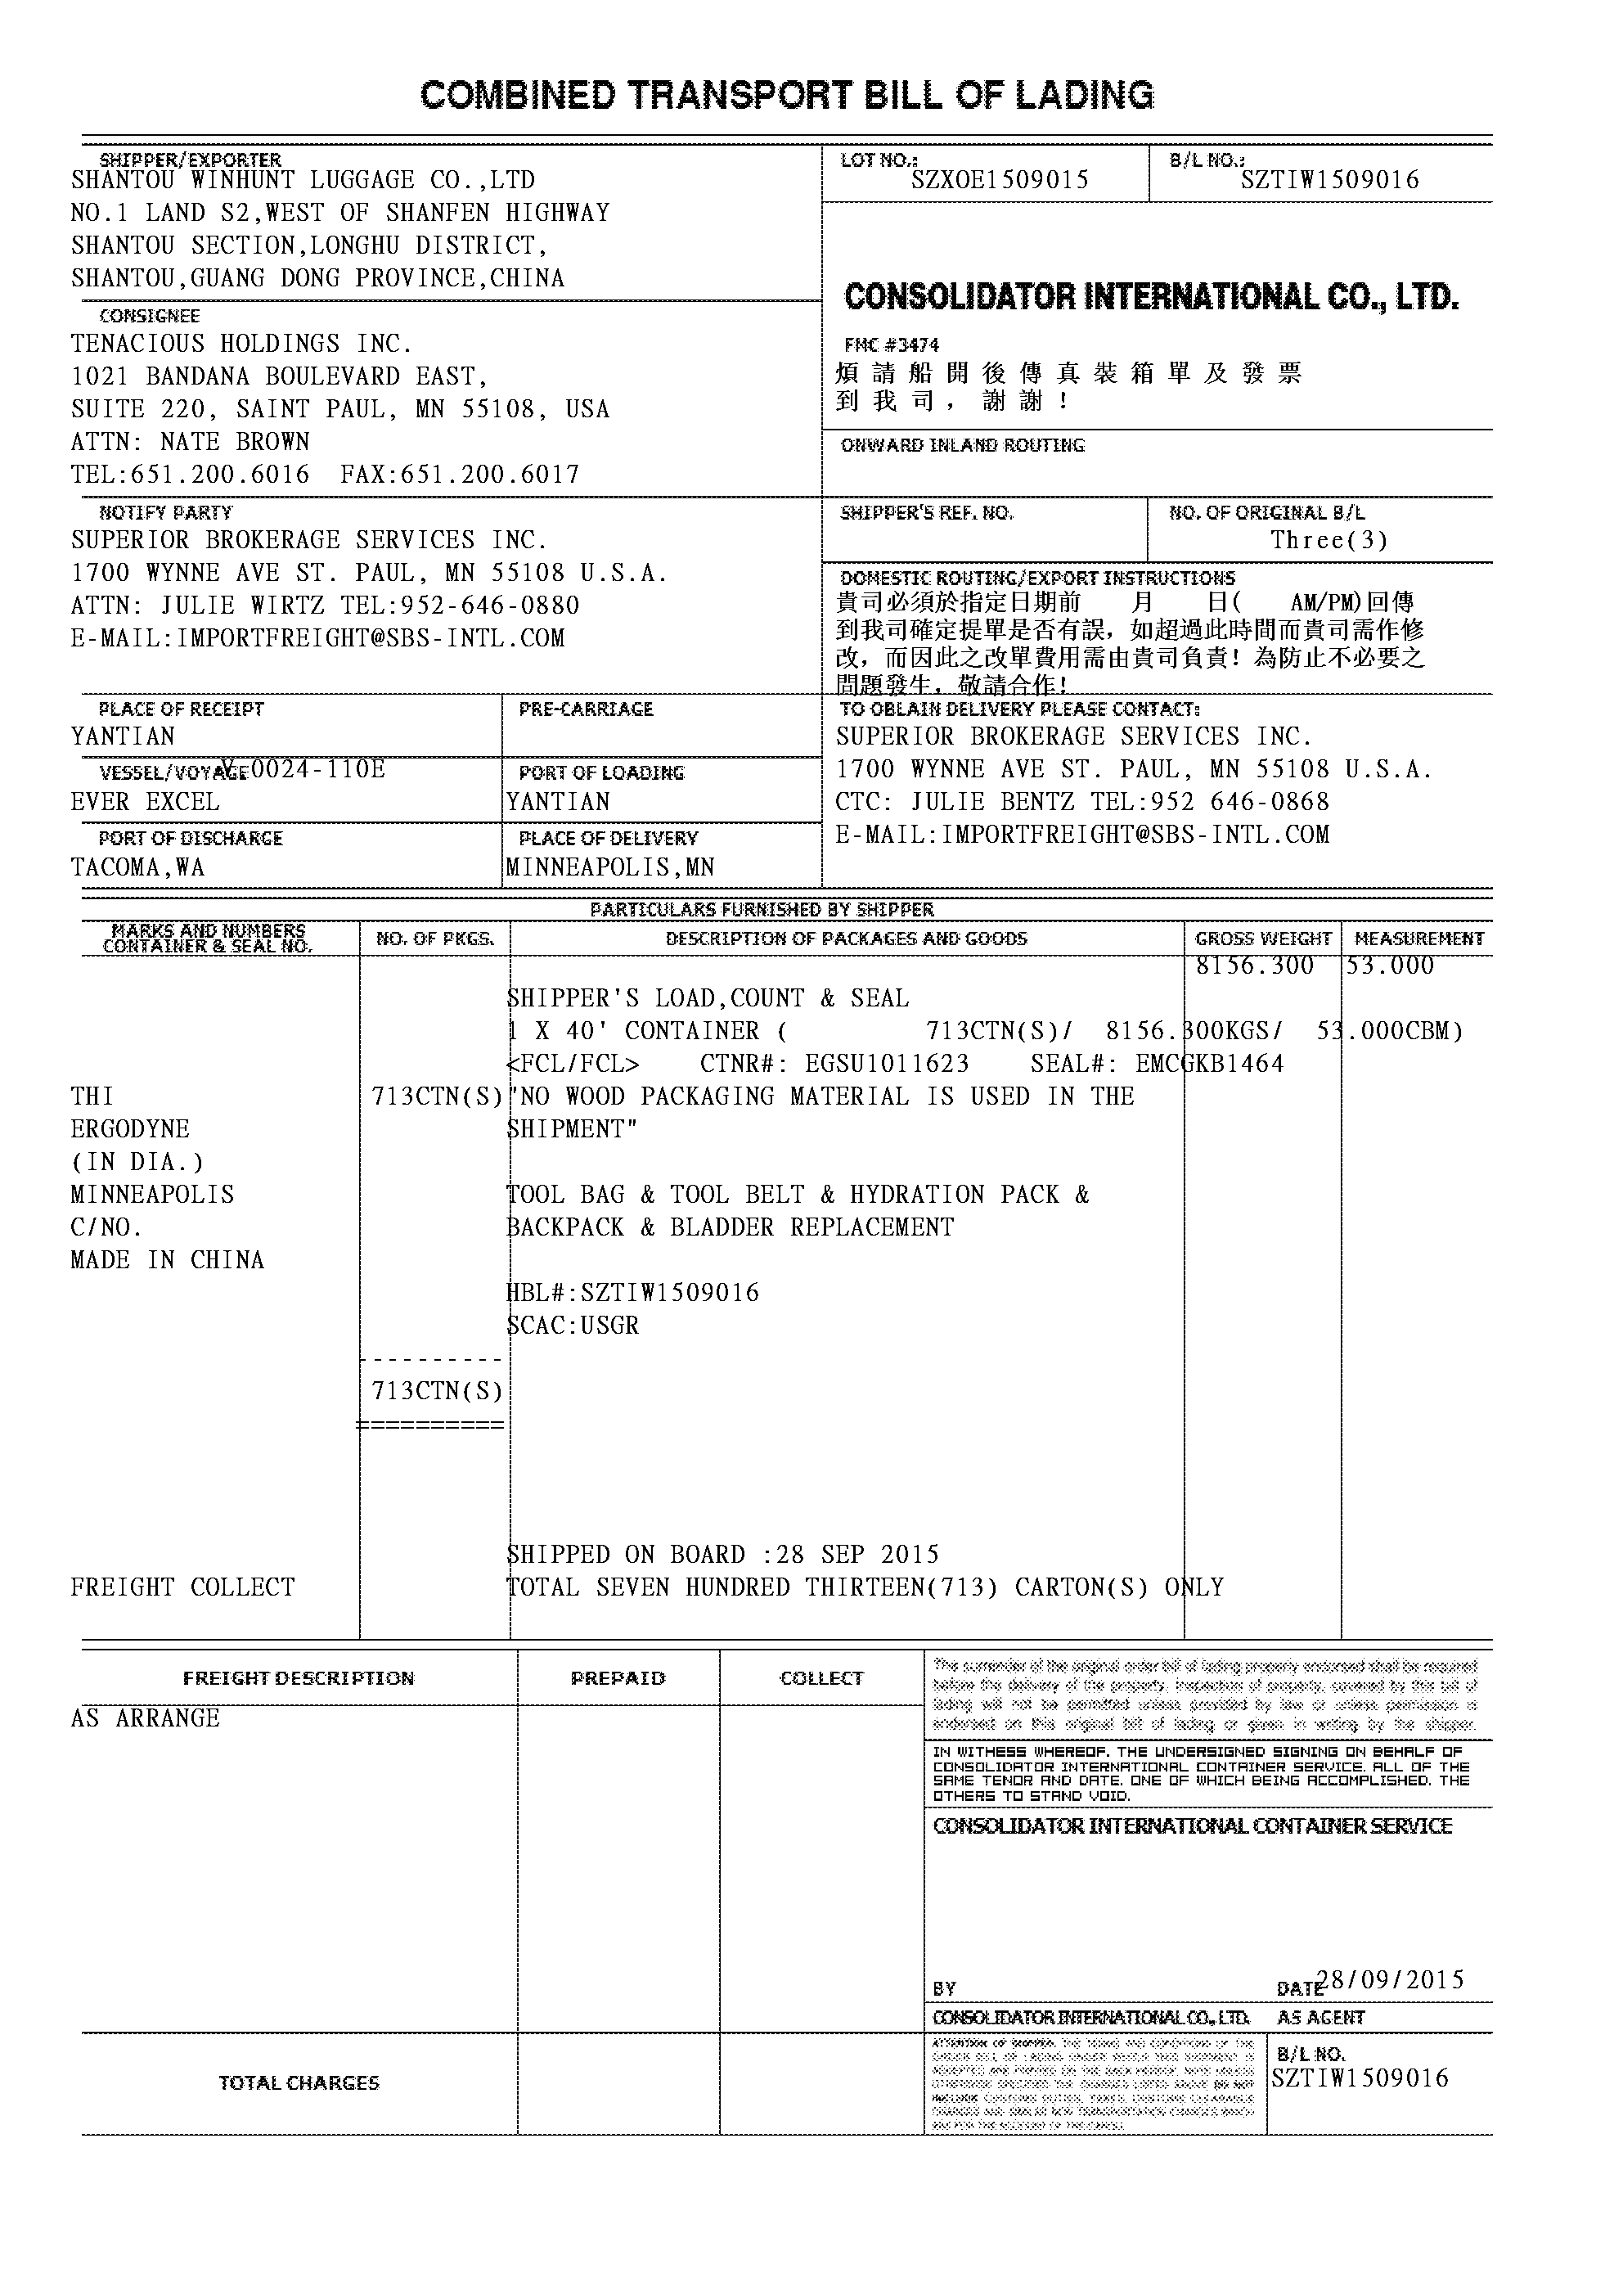 COMBINED TRANSPORT BILL OF LADING
SHIPPER/EXPORTER
SHANTOU WINHUNT LUGGAGE CO.,LTD
NO.1 LAND S2,WEST OF SHANFEN HIGHWAY
SHANTOU SECTION,LONGHU DISTRICT,
SHANTOU,GUANG DONG PROVINCE,CHINA
LOT NO.:
SZXOE1509015
B/L NO.:
SZTIW1509016
CONSOLIDATOR INTERNATIONAL CO., LTD.
FMC #3474
煩請船開後傳真裝箱單及發票
到我司，謝謝！
CONSIGNEE
TENACIOUS HOLDINGS INC.
1021 BANDANA BOULEVARD EAST,
SUITE 220, SAINT PAUL, MN 55108, USA
ATTN: NATE BROWN
TEL:651.200.6016 FAX:651.200.6017
ONWARD INLAND ROUTING
NOTIFY PARTY
SUPERIOR BROKERAGE SERVICES INC.
1700 WYNNE AVE ST. PAUL, MN 55108 U.S.A.
ATTN: JULIE WIRTZ TEL:952-646-0880
E-MAIL:IMPORTFREIGHT@SBS-INTL.COM
SHIPPER'S REF. NO.
NO. OF ORIGINAL B/L
Three(3)
DOMESTIC ROUTING/EXPORT INSTRUCTIONS
貴司必須於指定日期前 月 日( AM/PM)回傳
到我司確定提單是否有誤，如超過此時間而貴司需作修
改，而因此之改單費用需由貴司負責！為防止不必要之
問題發生，敬請合作！
PLACE OF RECEIPT
YANTIAN
PRE-CARRIAGE
VESSEL/VOYAGE V.0024-110E
EVER EXCEL
PORT OF LOADING
YANTIAN
PORT OF DISCHARGE
TACOMA,WA
PLACE OF DELIVERY
MINNEAPOLIS,MN
TO OBLAIN DELIVERY PLEASE CONTACT:
SUPERIOR BROKERAGE SERVICES INC.
1700 WYNNE AVE ST. PAUL, MN 55108 U.S.A.
CTC: JULIE BENTZ TEL:952 646-0868
E-MAIL:IMPORTFREIGHT@SBS-INTL.COM
PARTICULARS FURNISHED BY SHIPPER
MARKS AND NUMBERS
CONTAINER & SEAL NO.
NO. OF PKGS.
DESCRIPTION OF PACKAGES AND GOODS
GROSS WEIGHT
MEASUREMENT
8156.300 53.000
SHIPPER'S LOAD,COUNT & SEAL
1 X 40' CONTAINER ( 713CTN(S)/ 8156.300KGS/ 53.000CBM)
<FCL/FCL> CTNR#: EGSU1011623 SEAL#: EMCGKB1464
THI 713CTN(S) "NO WOOD PACKAGING MATERIAL IS USED IN THE
ERGODYNE SHIPMENT"
(IN DIA.)
MINNEAPOLIS TOOL BAG & TOOL BELT & HYDRATION PACK &
C/NO. BACKPACK & BLADDER REPLACEMENT
MADE IN CHINA
HBL#:SZTIW1509016
SCAC:USGR
----------
713CTN(S)
==========
SHIPPED ON BOARD :28 SEP 2015
FREIGHT COLLECT TOTAL SEVEN HUNDRED THIRTEEN(713) CARTON(S) ONLY
FREIGHT DESCRIPTION
PREPAID
COLLECT
AS ARRANGE
The surrender of the original order bill of lading properly endorsed shall be required
before the delivery of the property. Inspection of property. covered by this bill of
lading will not be permitted unless provided by law or unless permission is
endorsed on this original bill of lading or given in writing by the shipper.
IN WITHESS WHEREOF. THE UNDERSIGNED SIGNING ON BEHALF OF
CONSOLIDATOR INTERNATIONAL CONTAINER SERVICE. ALL OF THE
SAME TENOR AND DATE. ONE OF WHICH BEING ACCOMPLISHED. THE
OTHERS TO STAND VOID.
CONSOLIDATOR INTERNATIONAL CONTAINER SERVICE
BY
DATE 28/09/2015
CONSOLIDATOR INTERNATIONAL CO., LTD. AS AGENT
TOTAL CHARGES
B/L NO.
SZTIW1509016